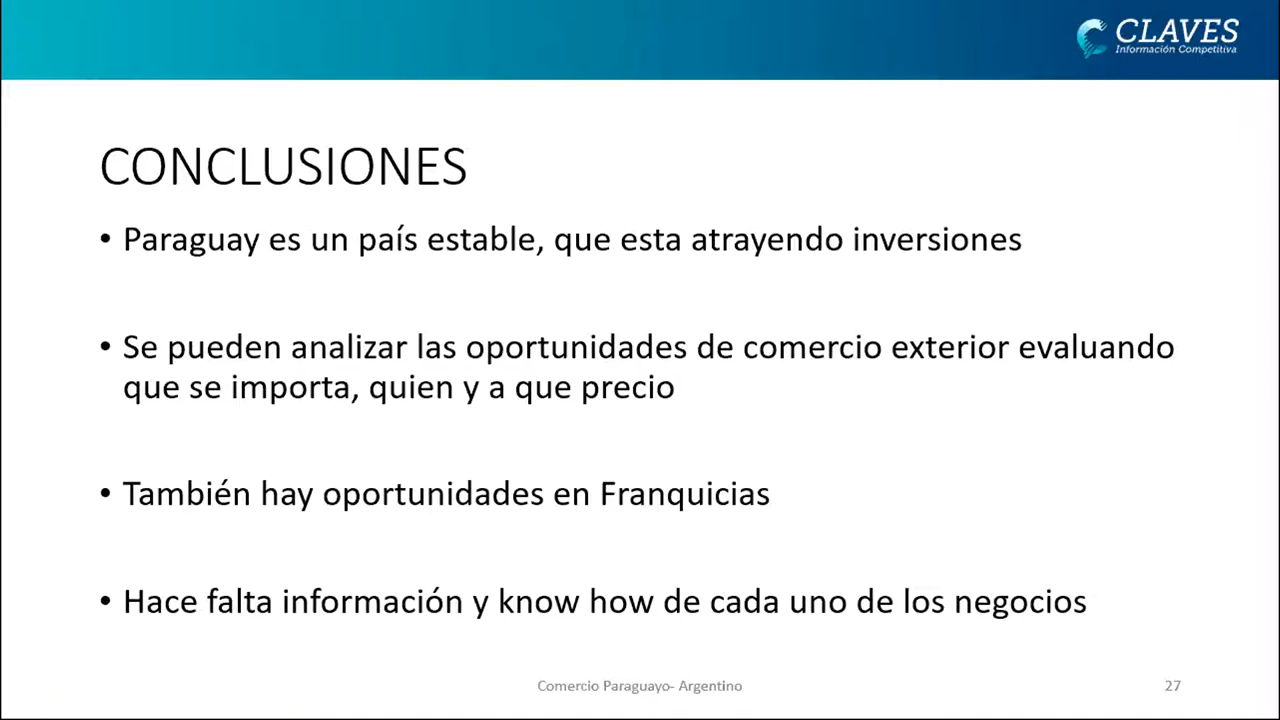 CLAVES
Información Competitiva
CONCLUSIONES
• Paraguay es un país estable, que esta atrayendo inversiones
• Se pueden analizar las oportunidades de comercio exterior evaluando
que se importa, quien y a que precio
• También hay oportunidades en Franquicias
• Hace falta información y know how de cada uno de los negocios
Comercio Paraguayo- Argentino
27